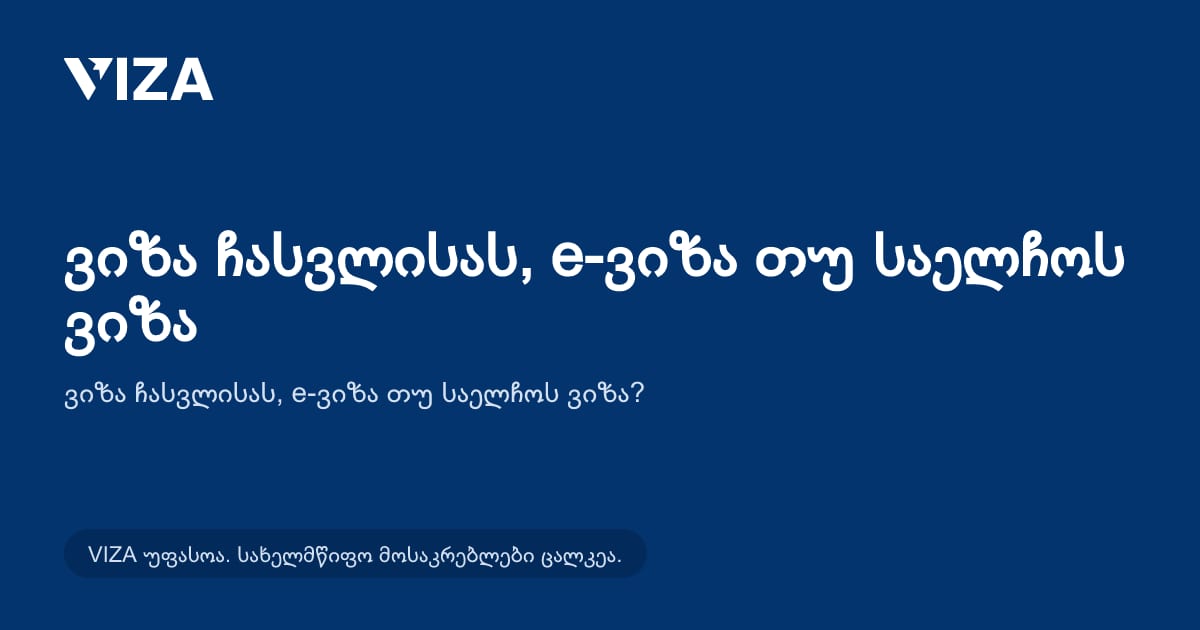 VIZA
ვიზა ჩასვლისას, e-ვიზა თუ საელჩოს
ვიზა
ვიზა ჩასვლისას, e-ვიზა თუ საელჩოს ვიზა?
VIZA უფასოა. სახელმწიფო მოსაკრებლები ცალკეა.